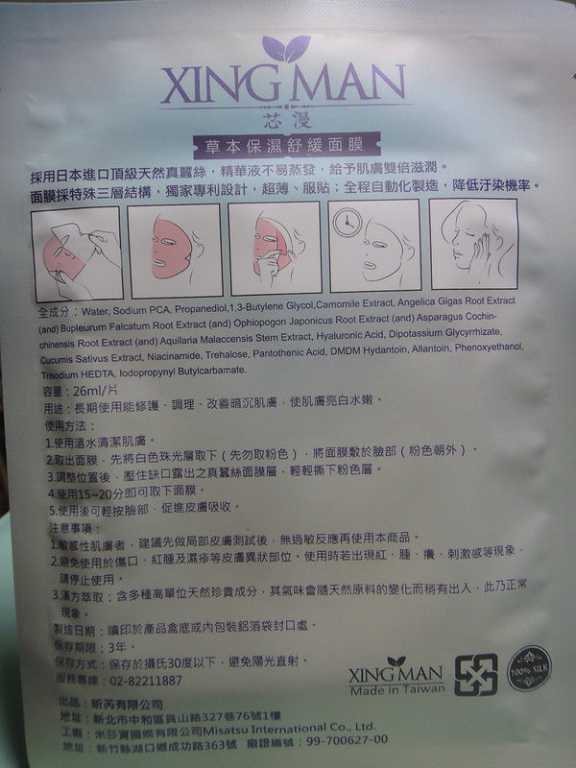 XINGMAN
芯漫
草本保濕舒緩面膜
採用日本進口頂級天然真蠶絲，精華液不易蒸發，給予肌膚雙倍滋潤。
面膜採特殊三層結構，獨家專利設計，超薄、服貼；全程自動化製造，降低汙染機率。
全成分：Water, Sodium PCA, Propanediol,1,3-Butylene Glycol,Camomile Extract, Angelica Gigas Root Extract
(and) Bupleurum Falcatum Root Extract (and) Ophiopogon Japonicus Root Extract (and) Asparagus Cochin-
chinensis Root Extract (and) Aquilaria Malaccensis Stem Extract, Hyaluronic Acid, Dipotassium Glycyrrhizate,
Cucumis Sativus Extract, Niacinamide, Trehalose, Pantothenic Acid, DMDM Hydantoin, Allantoin, Phenoxyethanol,
Trisodium HEDTA, Iodopropynyl Butylcarbamate.
容量：26ml/片
用途：長期使用能修護、調理、改善暗沉肌膚，使肌膚亮白水嫩。
使用方法：
1.使用溫水清潔肌膚。
2.取出面膜，先將白色珠光層取下（先勿取粉色），將面膜敷於臉部（粉色朝外）。
3.調整位置後，壓住缺口露出之真蠶絲面膜層，輕輕撕下粉色層。
4.使用15~20分即可取下面膜。
5.使用後可輕按臉部，促進皮膚吸收。
注意事項：
1.敏感性肌膚者，建議先做局部皮膚測試後，無過敏反應再使用本商品。
2.避免使用於傷口、紅腫及濕疹等皮膚異狀部位。使用時若出現紅、腫、癢、刺激感等現象，
請停止使用。
3.漢方萃取：含多種高單位天然珍貴成分，其氣味會隨天然原料的變化而稍有出入，此乃正常
現象。
製造日期：標印於產品盒底或內包裝鋁箔袋封口處。
保存期限：3年。
保存方式：保存於攝氏30度以下，避免陽光直射。
服務專線：02-82211887
XINGMAN
Made in Taiwan
100% SILK
出品：昕芮有限公司
地址：新北市中和區員山路327巷76號1樓
工廠：米莎貿國際有限公司Misatsu International Co., Ltd.
地址：新竹縣湖口鄉成功路363號 廠證編號：99-700627-00